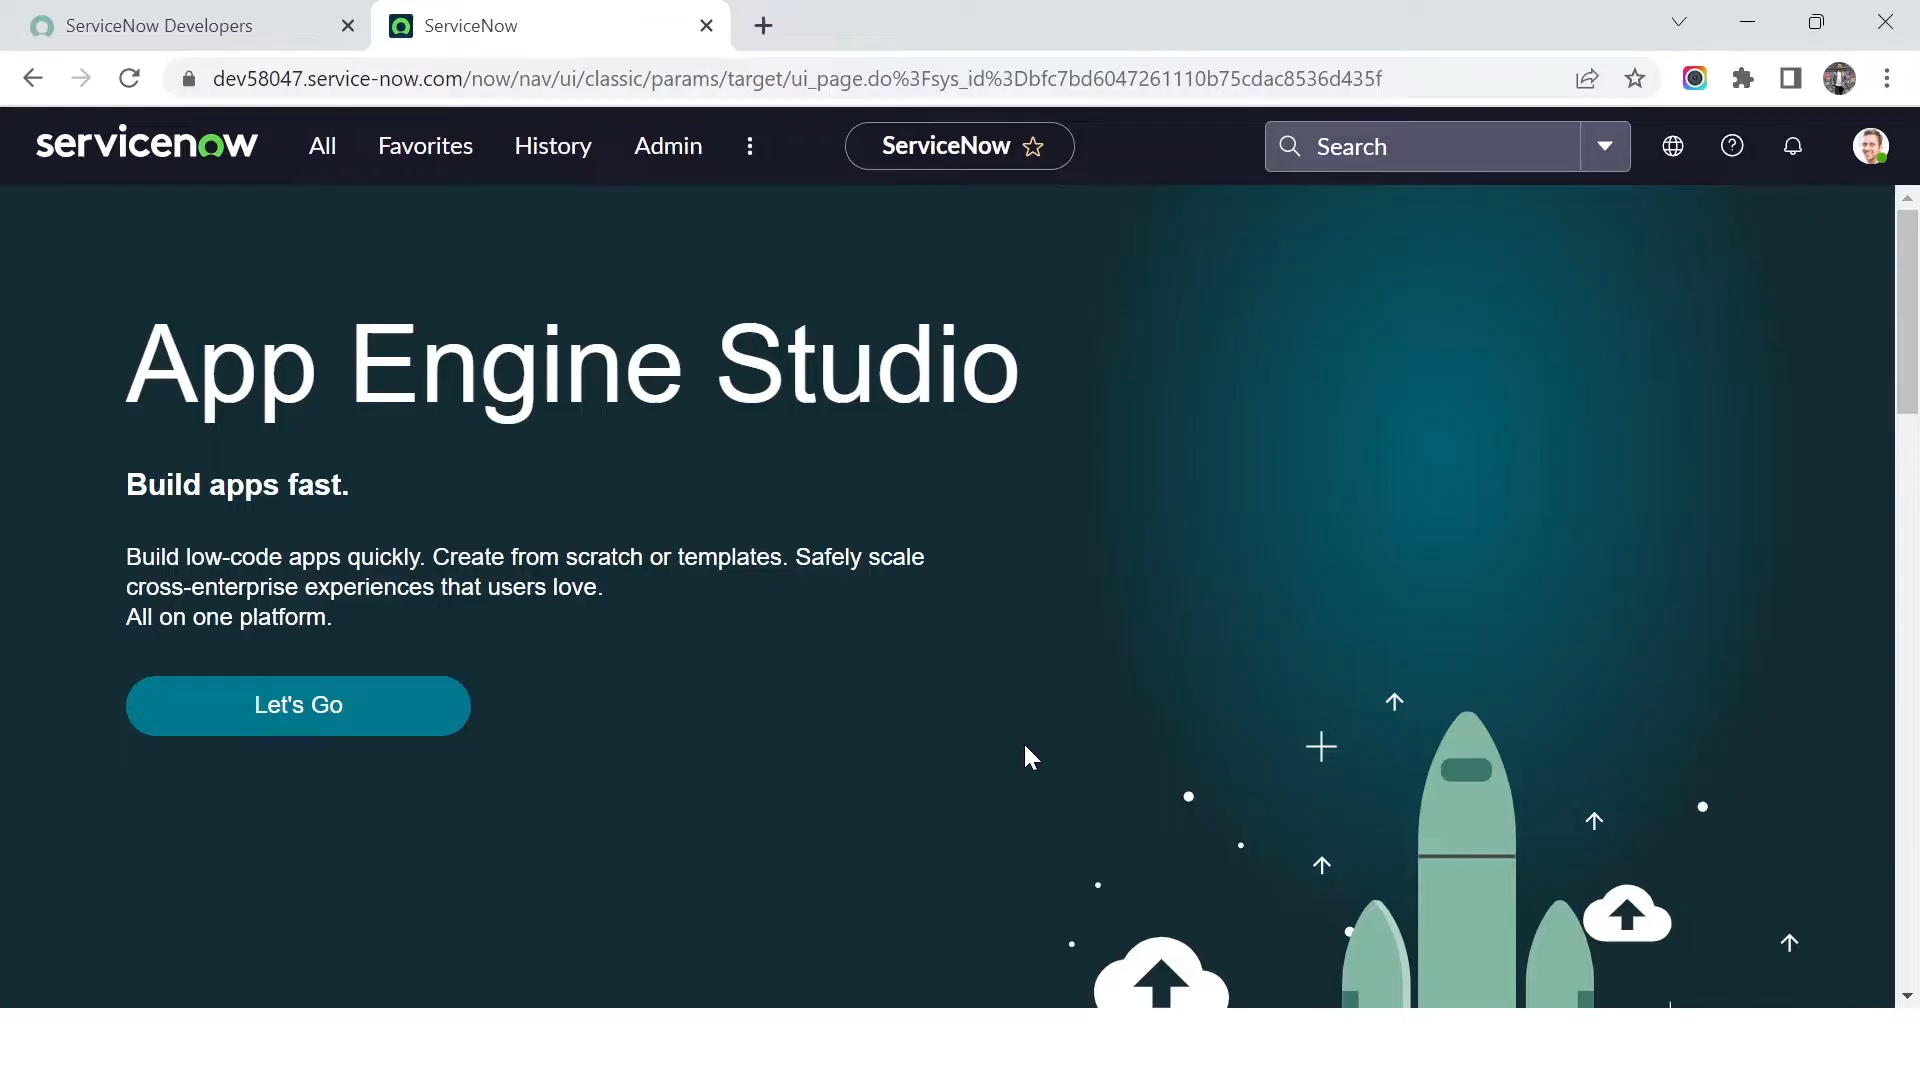 ServiceNow Developers
ServiceNow
dev58047.service-now.com/now/nav/ui/classic/params/target/ui_page.do%3Fsys_id%3Dbfc7bd6047261110b75cdac8536d435f
servicenow
All
Favorites
History
Admin
ServiceNow
Search
App Engine Studio
Build apps fast.
Build low-code apps quickly. Create from scratch or templates. Safely scale
cross-enterprise experiences that users love.
All on one platform.
Let's Go